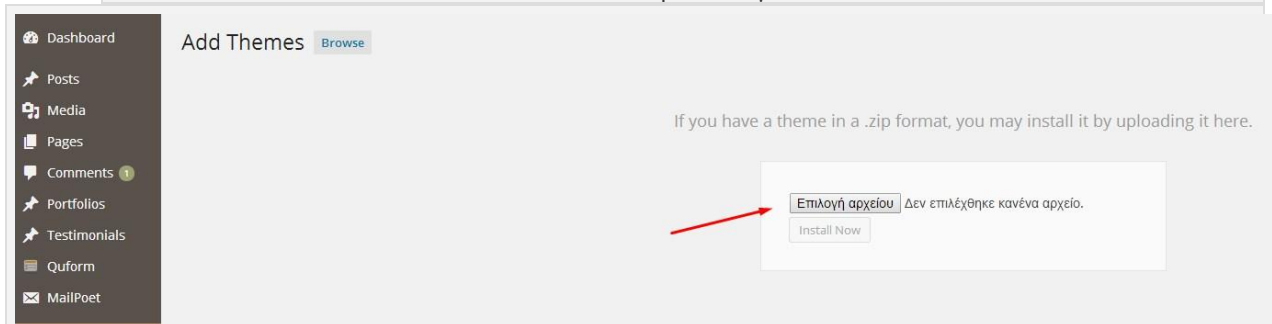 Dashboard
Add Themes Browse
Posts
Media
If you have a theme in a .zip format, you may install it by uploading it here.
Pages
Comments 1
Portfolios
Επιλογή αρχείου Δεν επιλέχθηκε κανένα αρχείο.
Testimonials
Install Now
Quform
MailPoet